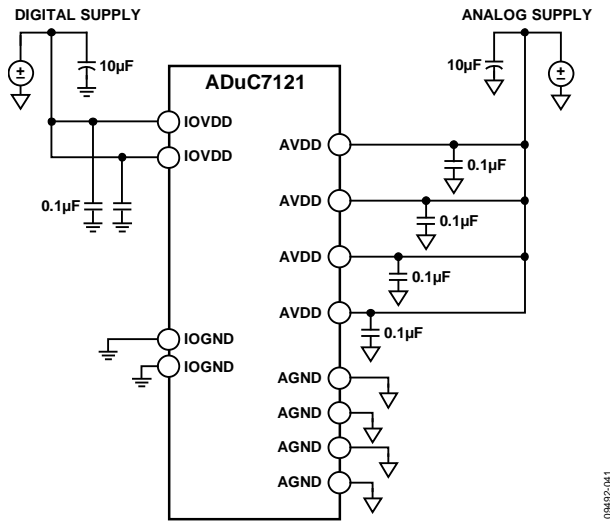 DIGITAL SUPPLY
ANALOG SUPPLY
±
10µF
10µF
±
ADuC7121
IOVDD
IOVDD
0.1µF
AVDD
0.1µF
AVDD
0.1µF
AVDD
0.1µF
AVDD
0.1µF
IOGND
IOGND
AGND
AGND
AGND
AGND
09492-041